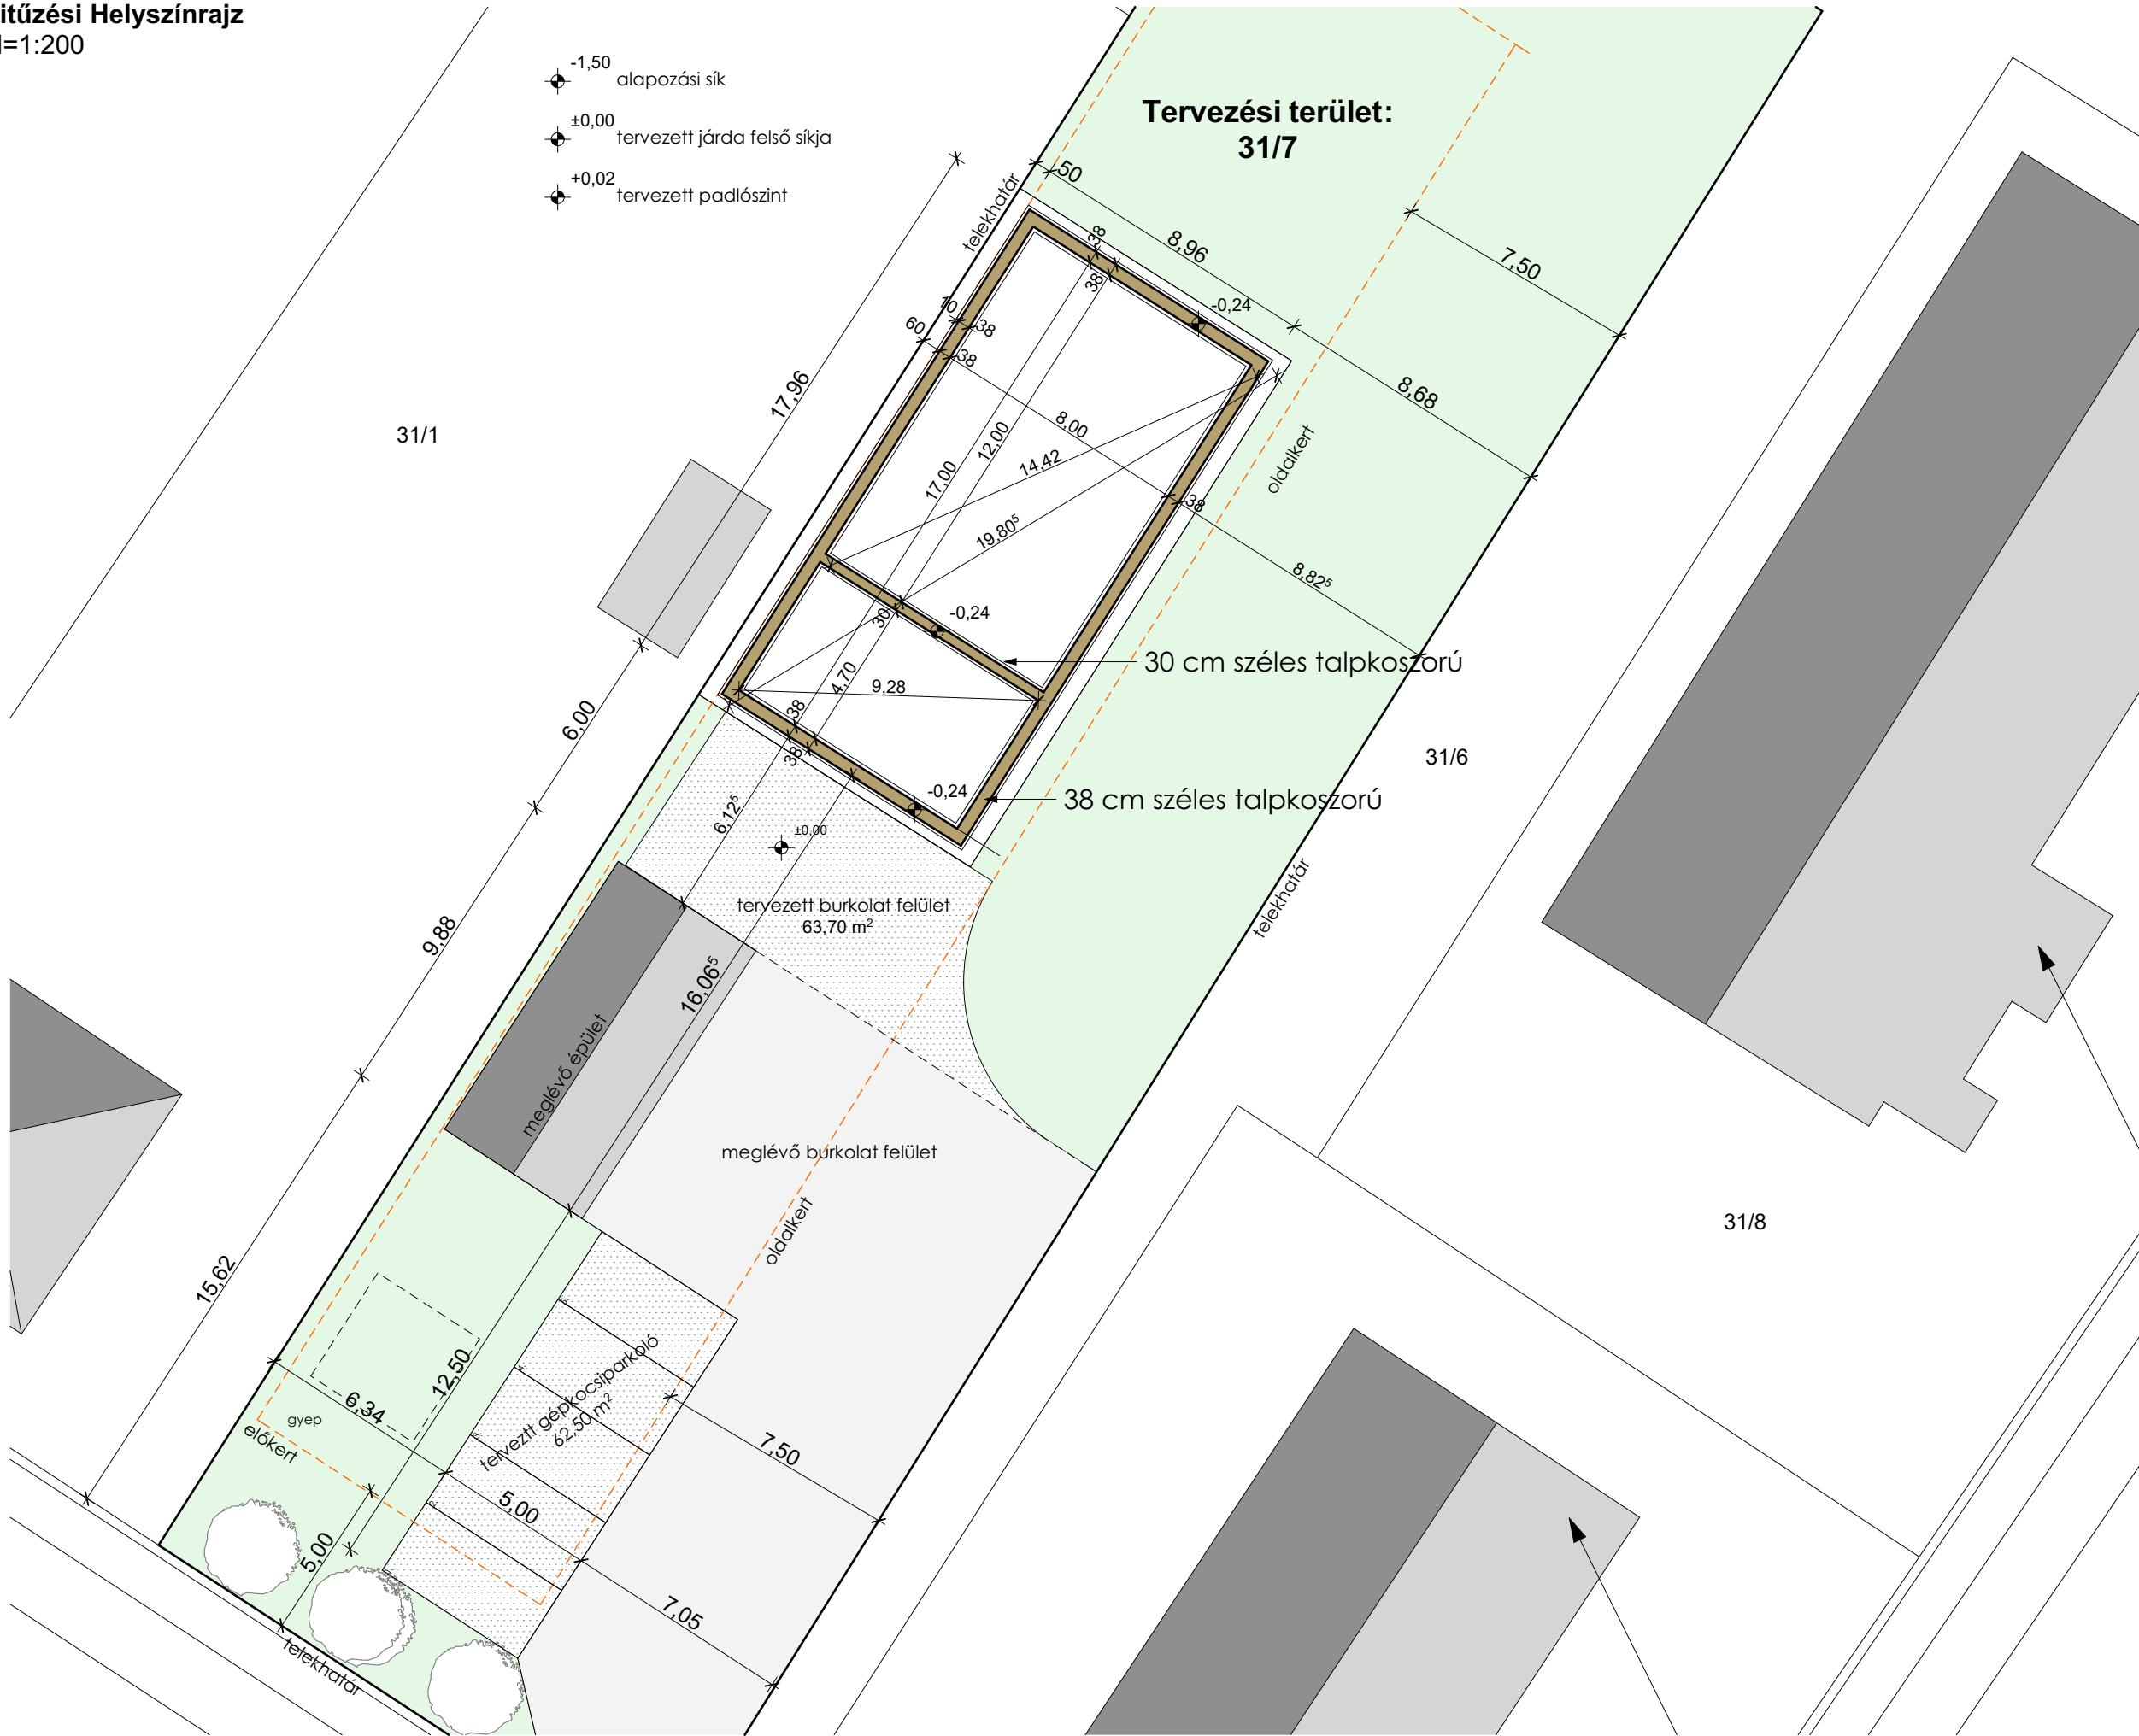 itűzési Helyszínrajz
=1:200
-1,50
alapozási sík
±0,00
tervezett járda felső síkja
+0,02
tervezett padlószint
Tervezési terület:
31/7
telekhatár
50
8,96
7,50
38
38
-0,24
10
38
60
38
17,96
8,68
31/1
8,00
12,00
14,42
17,00
oldalkert
38
19,80⁵
8,82⁵
-0,24
30
30 cm széles talpkoszorú
4,70
9,28
38
6,00
38
31/6
-0,24
38 cm széles talpkoszorú
6,12⁵
±0,00
telekhatár
tervezett burkolat felület
63,70 m²
9,88
16,06⁵
meglévő épület
meglévő burkolat felület
oldalkert
31/8
15,62
12,50
terveztt gépkocsiparkoló
62,50 m²
6,34
gyep
előkert
7,50
5,00
5,00
7,05
telekhatár